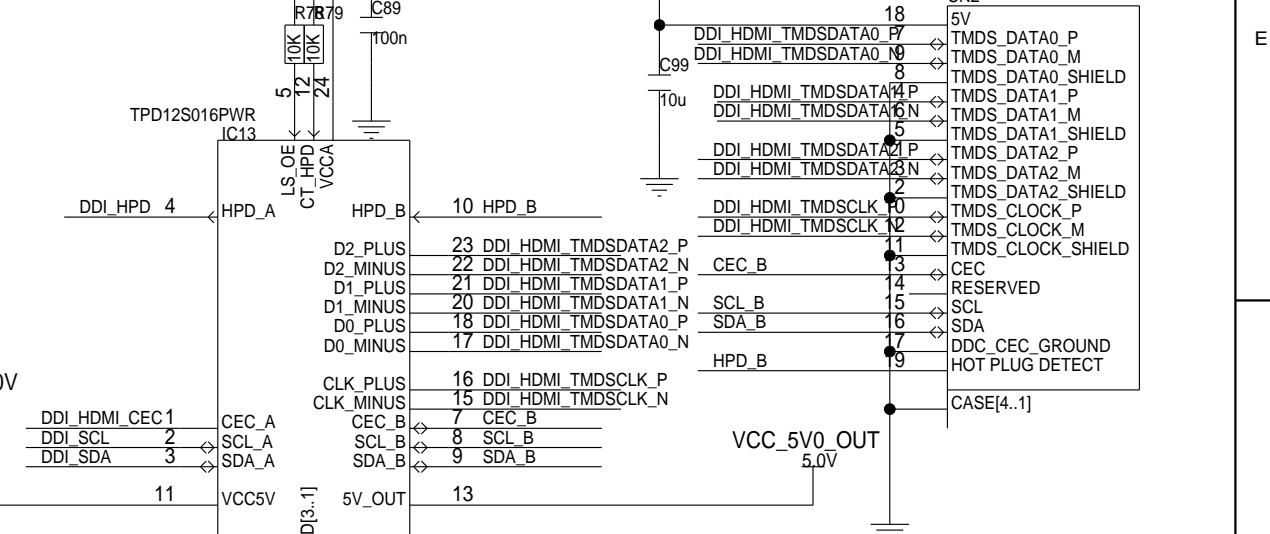 R78 R79
C89
10K 10K
100n
5 12 24
TPD12S016PWR
IC13
LS_OE
CT_HPD
VCCA
DDI_HPD 4 HPD_A
HPD_B 10 HPD_B
D2_PLUS 23 DDI_HDMI_TMDSDATA2_P
D2_MINUS 22 DDI_HDMI_TMDSDATA2_N
D1_PLUS 21 DDI_HDMI_TMDSDATA1_P
D1_MINUS 20 DDI_HDMI_TMDSDATA1_N
D0_PLUS 18 DDI_HDMI_TMDSDATA0_P
D0_MINUS 17 DDI_HDMI_TMDSDATA0_N
CLK_PLUS 16 DDI_HDMI_TMDSCLK_P
CLK_MINUS 15 DDI_HDMI_TMDSCLK_N
DDI_HDMI_CEC 1 CEC_A
CEC_B 7 CEC_B
DDI_SCL 2 SCL_A
SCL_B 8 SCL_B
DDI_SDA 3 SDA_A
SDA_B 9 SDA_B
11 VCC5V
5V_OUT 13
D[3..1]
0V
C99
10u
18 5V
DDI_HDMI_TMDSDATA0_P 7 TMDS_DATA0_P
DDI_HDMI_TMDSDATA0_N 9 TMDS_DATA0_M
8 TMDS_DATA0_SHIELD
DDI_HDMI_TMDSDATA1_P 4 TMDS_DATA1_P
DDI_HDMI_TMDSDATA1_N 6 TMDS_DATA1_M
5 TMDS_DATA1_SHIELD
DDI_HDMI_TMDSDATA2_P 1 TMDS_DATA2_P
DDI_HDMI_TMDSDATA2_N 3 TMDS_DATA2_M
2 TMDS_DATA2_SHIELD
DDI_HDMI_TMDSCLK_P 10 TMDS_CLOCK_P
DDI_HDMI_TMDSCLK_N 12 TMDS_CLOCK_M
11 TMDS_CLOCK_SHIELD
CEC_B 13 CEC
14 RESERVED
SCL_B 15 SCL
SDA_B 16 SDA
17 DDC_CEC_GROUND
HPD_B 19 HOT PLUG DETECT
CASE[4..1]
VCC_5V0_OUT
5.0V
E